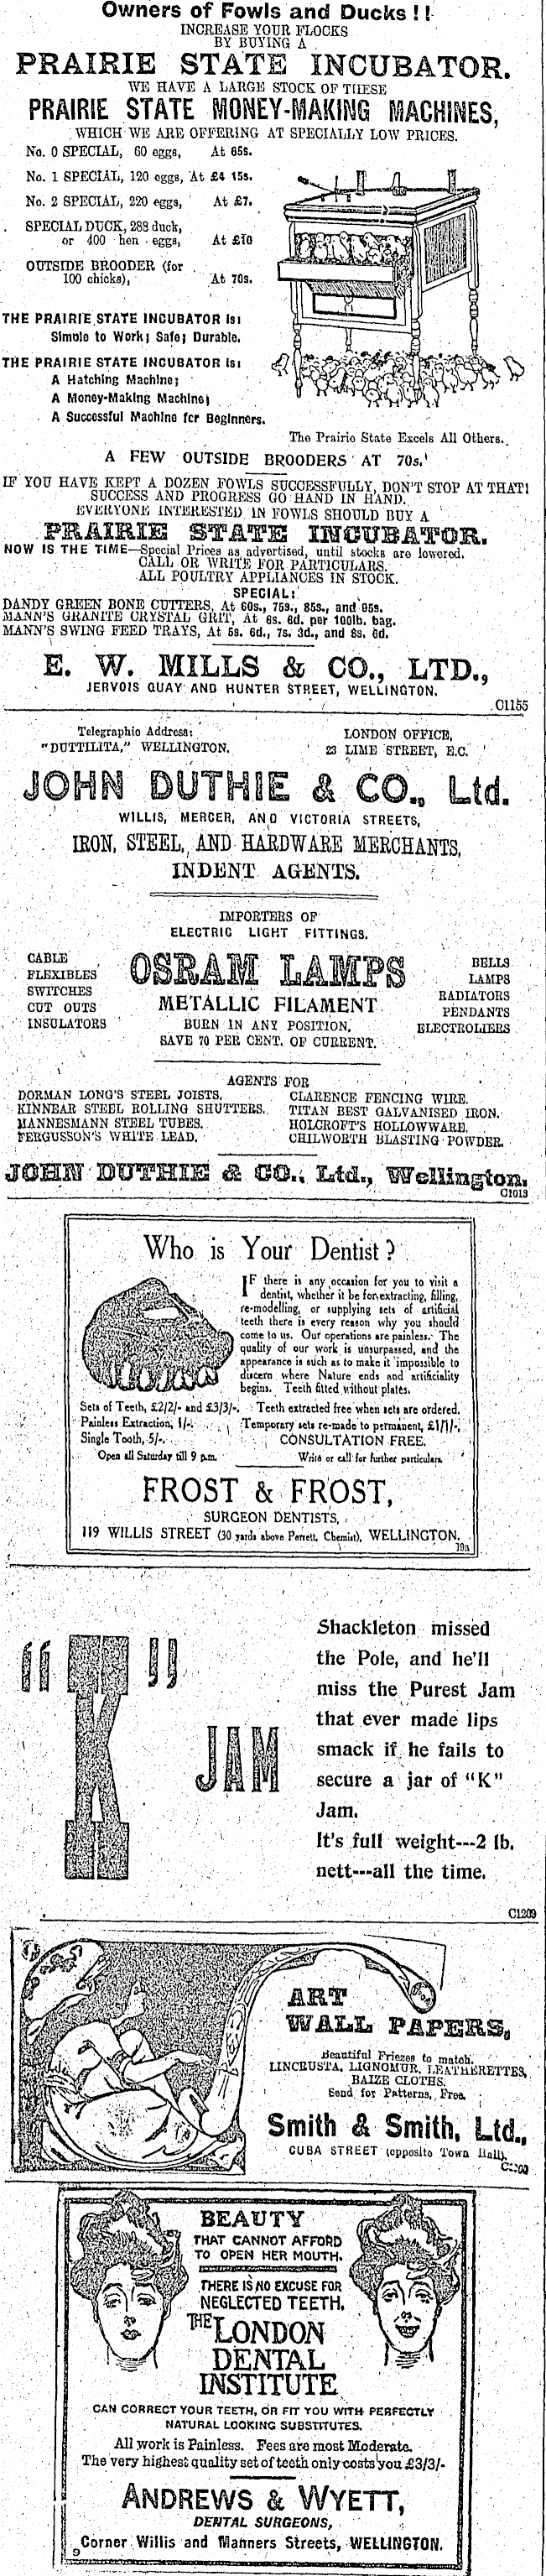 Owners of Fowls and Ducks!!
INCREASE YOUR FLOCKS
BY BUYING A
PRAIRIE STATE INCUBATOR.
WE HAVE A LARGE STOCK OF THESE
PRAIRIE STATE MONEY-MAKING MACHINES,
WHICH WE ARE OFFERING AT SPECIALLY LOW PRICES.
No. 0 SPECIAL, 60 eggs, At 65s.
No. 1 SPECIAL, 120 eggs, At £4 15s.
No. 2 SPECIAL, 220 eggs, At £7.
SPECIAL DUCK, 288 duck,
or 400 hen eggs, At £10
OUTSIDE BROODER (for
100 chicks), At 70s.
THE PRAIRIE STATE INCUBATOR is:
Simple to Work; Safe; Durable.
THE PRAIRIE STATE INCUBATOR is:
A Hatching Machine;
A Money-Making Machine;
A Successful Machine for Beginners.
The Prairie State Excels All Others.
A FEW OUTSIDE BROODERS AT 70s.
IF YOU HAVE KEPT A DOZEN FOWLS SUCCESSFULLY, DON'T STOP AT THAT!
SUCCESS AND PROGRESS GO HAND IN HAND.
EVERYONE INTERESTED IN FOWLS SHOULD BUY A
PRAIRIE STATE INCUBATOR.
NOW IS THE TIME—Special Prices as advertised, until stocks are lowered.
CALL OR WRITE FOR PARTICULARS.
ALL POULTRY APPLIANCES IN STOCK.
SPECIAL:
DANDY GREEN BONE CUTTERS, At 60s., 75s., 85s., and 95s.
MANN'S GRANITE CRYSTAL GRIT, At 6s. 6d. per 100lb. bag.
MANN'S SWING FEED TRAYS, At 5s. 6d., 7s. 3d., and 8s. 6d.
E. W. MILLS & CO., LTD.,
JERVOIS QUAY AND HUNTER STREET, WELLINGTON.
C1155
Telegraphic Address: LONDON OFFICE,
"DUTTILITA," WELLINGTON. 23 LIME STREET, E.C.
JOHN DUTHIE & CO., Ltd.
WILLIS, MERCER, AND VICTORIA STREETS,
IRON, STEEL, AND HARDWARE MERCHANTS,
INDENT AGENTS.
IMPORTERS OF
ELECTRIC LIGHT FITTINGS.
CABLE
FLEXIBLES
SWITCHES
CUT OUTS
INSULATORS
OSRAM LAMPS
METALLIC FILAMENT
BURN IN ANY POSITION,
SAVE 70 PER CENT. OF CURRENT.
BELLS
LAMPS
RADIATORS
PENDANTS
ELECTROLIERS
AGENTS FOR
DORMAN LONG'S STEEL JOISTS. CLARENCE FENCING WIRE.
KINNEAR STEEL ROLLING SHUTTERS. TITAN BEST GALVANISED IRON.
MANNESMANN STEEL TUBES. HOLCROFT'S HOLLOWWARE.
FERGUSSON'S WHITE LEAD. CHILWORTH BLASTING POWDER.
JOHN DUTHIE & CO., Ltd., Wellington.
C1013
Who is Your Dentist?
IF there is any occasion for you to visit a
dentist, whether it be for extracting, filling,
re-modelling, or supplying sets of artificial
teeth there is every reason why you should
come to us. Our operations are painless. The
quality of our work is unsurpassed, and the
appearance is such as to make it impossible to
discern where Nature ends and artificiality
begins. Teeth fitted without plates.
Sets of Teeth, £2/2/- and £3/3/-. Teeth extracted free when sets are ordered.
Painless Extraction, 1/-. Temporary sets re-made to permanent, £1/1/-.
Single Tooth, 5/-. CONSULTATION FREE.
Open all Saturday till 9 p.m. Write or call for further particulars.
FROST & FROST,
SURGEON DENTISTS,
119 WILLIS STREET (30 yards above Perrett, Chemist), WELLINGTON.
19a
"K" JAM
Shackleton missed
the Pole, and he'll
miss the Purest Jam
that ever made lips
smack if he fails to
secure a jar of "K"
Jam.
It's full weight---2 lb.
nett---all the time.
C1209
ART
WALL PAPERS,
Beautiful Friezes to match.
LINCRUSTA, LIGNOMUR, LEATHERETTES,
BAIZE CLOTHS.
Send for Patterns, Free.
Smith & Smith, Ltd.,
CUBA STREET (opposite Town Hall).
BEAUTY
THAT CANNOT AFFORD
TO OPEN HER MOUTH.
THERE IS NO EXCUSE FOR
NEGLECTED TEETH.
THE LONDON
DENTAL
INSTITUTE
CAN CORRECT YOUR TEETH, OR FIT YOU WITH PERFECTLY
NATURAL LOOKING SUBSTITUTES.
All work is Painless. Fees are most Moderate.
The very highest quality set of teeth only costs you £3/3/-
ANDREWS & WYETT,
DENTAL SURGEONS,
Corner Willis and Manners Streets, WELLINGTON.
9